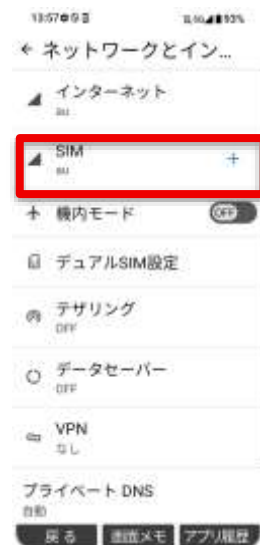 13:57
93%
← ネットワークとイン…
インターネット
au
SIM
au
+
機内モード
OFF
デュアルSIM設定
テザリング
OFF
データセーバー
OFF
VPN
なし
プライベート DNS
自動
戻る 画面メモ アプリ履歴